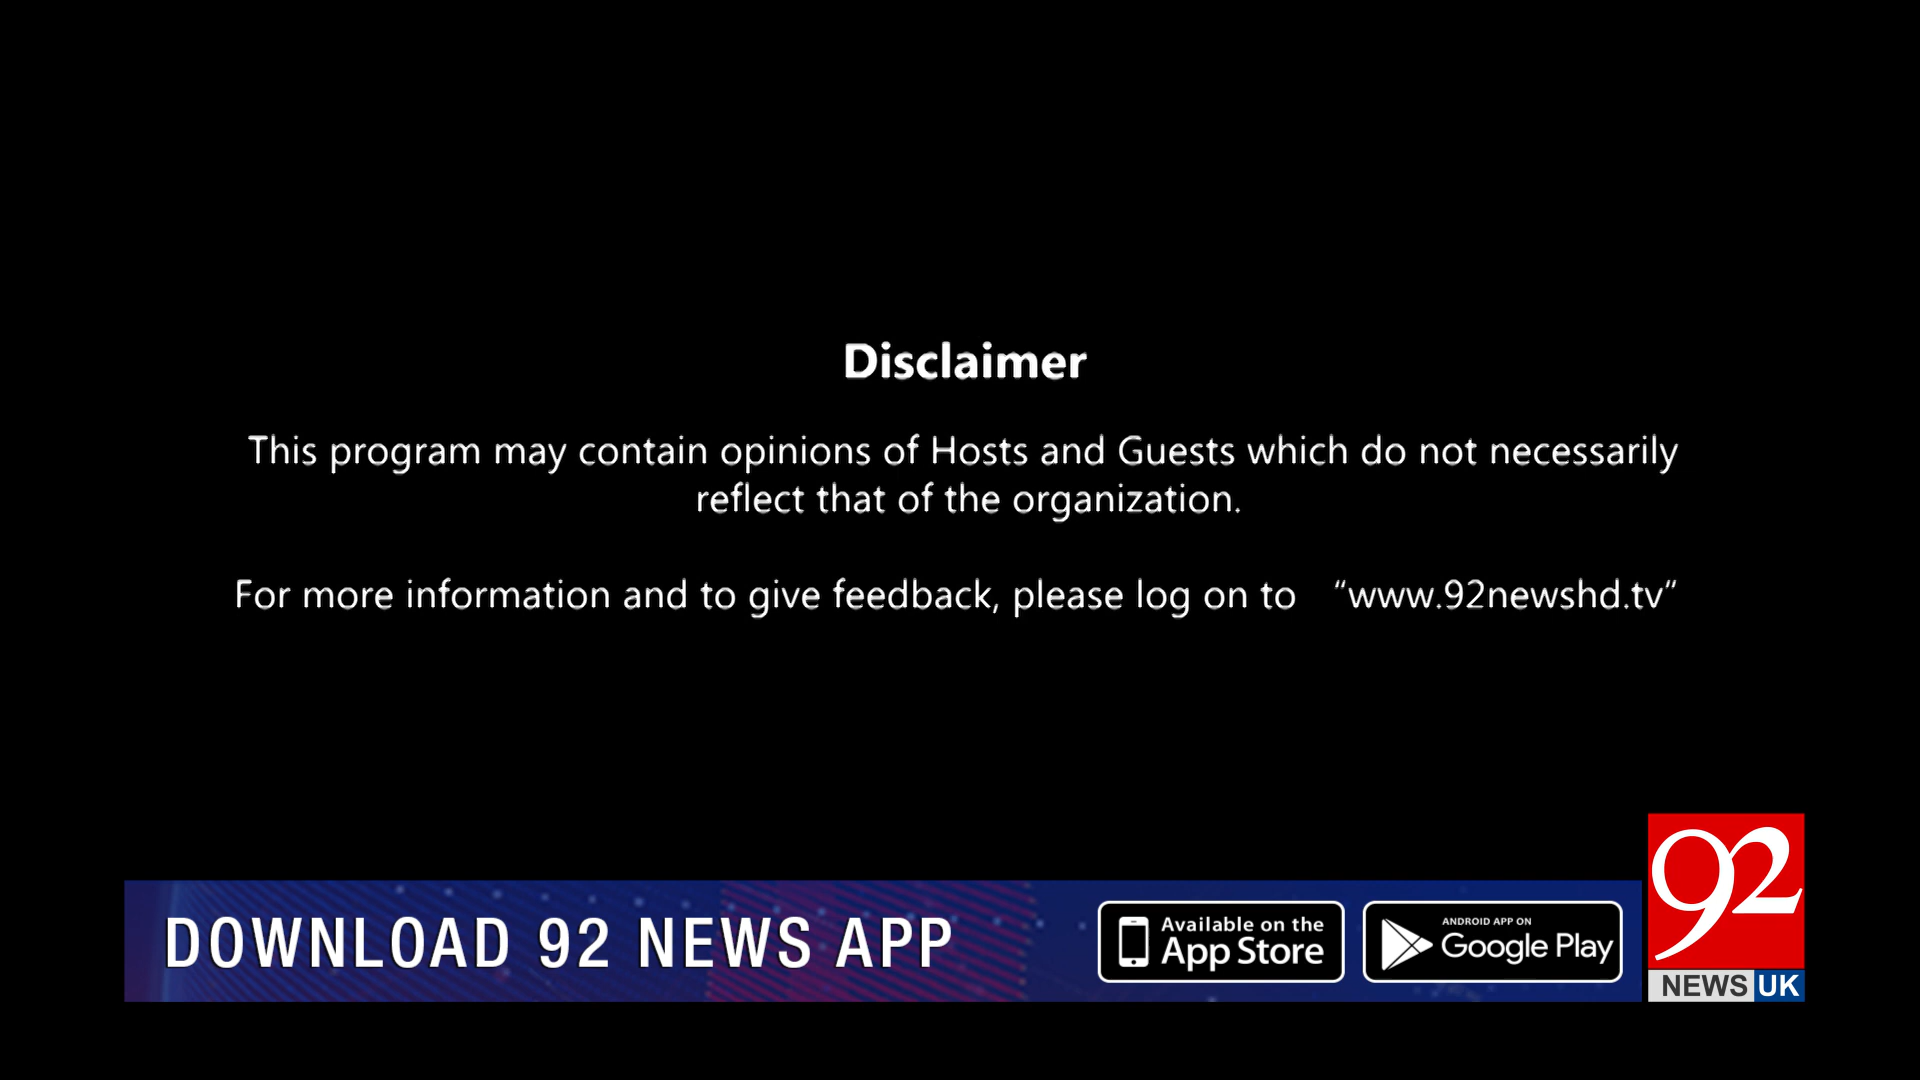 Disclaimer
This program may contain opinions of Hosts and Guests which do not necessarily
reflect that of the organization.
For more information and to give feedback, please log on to “www.92newshd.tv”
DOWNLOAD 92 NEWS APP
Available on the
App Store
ANDROID APP ON
Google Play
92
NEWS UK